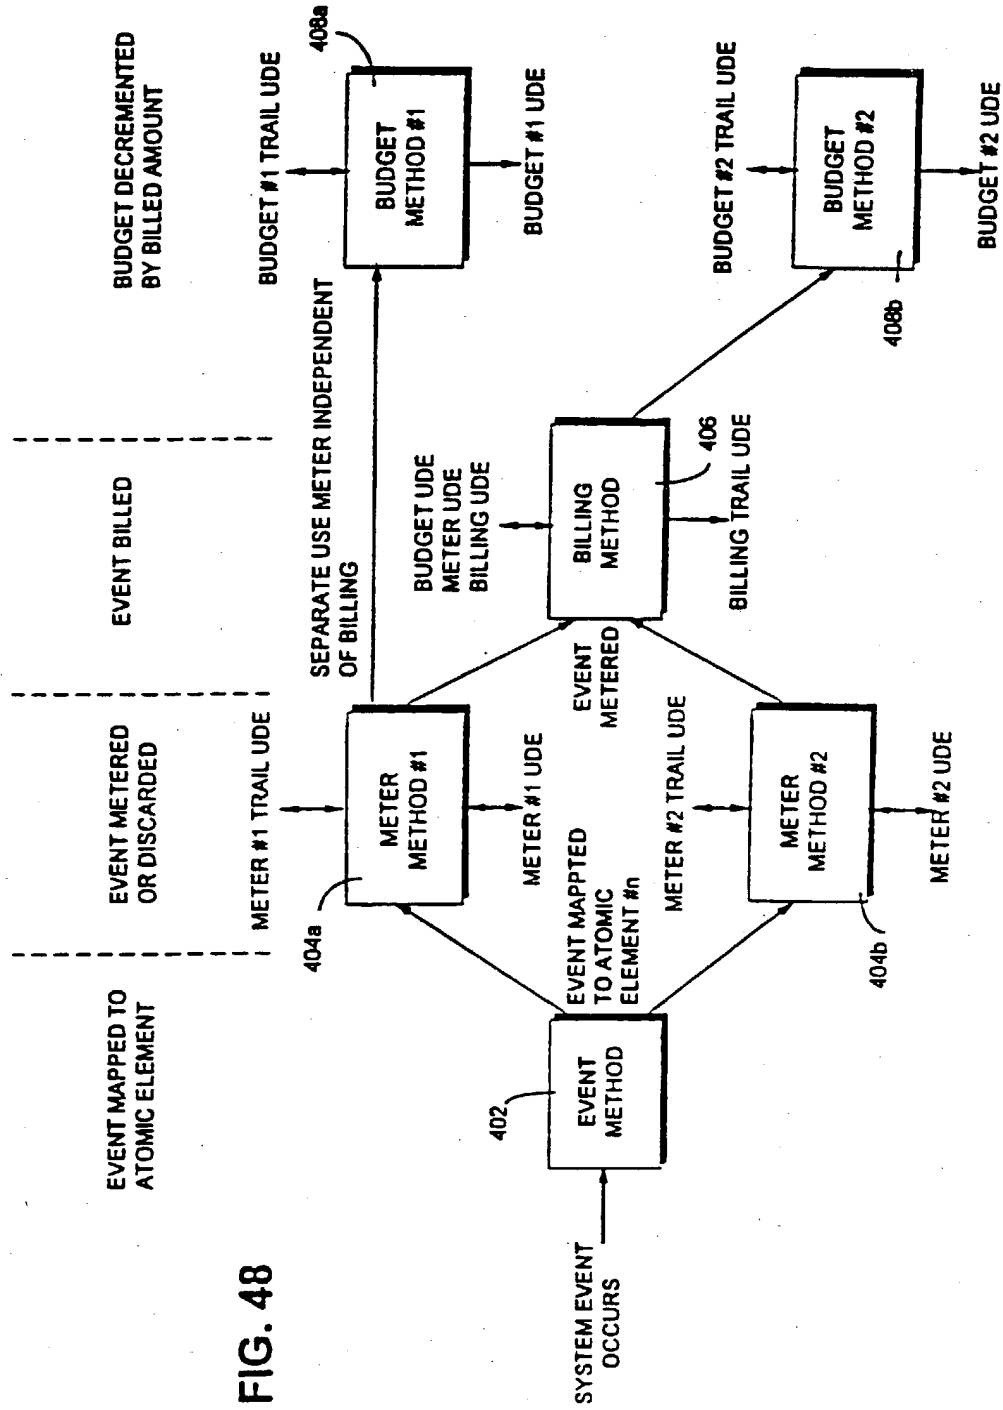 FIG. 48
EVENT MAPPED TO
ATOMIC ELEMENT
EVENT METERED
OR DISCARDED
EVENT BILLED
BUDGET DECREMENTED
BY BILLED AMOUNT
SYSTEM EVENT
OCCURS
402
EVENT
METHOD
EVENT MAPPTED
TO ATOMIC
ELEMENT #n
METER #1 TRAIL UDE
404a
METER
METHOD #1
METER #1 UDE
METER #2 TRAIL UDE
METER
METHOD #2
404b
METER #2 UDE
SEPARATE USE METER INDEPENDENT
OF BILLING
EVENT
METERED
BUDGET UDE
METER UDE
BILLING UDE
BILLING
METHOD
406
BILLING TRAIL UDE
BUDGET #1 TRAIL UDE
408a
BUDGET
METHOD #1
BUDGET #1 UDE
BUDGET #2 TRAIL UDE
BUDGET
METHOD #2
408b
BUDGET #2 UDE